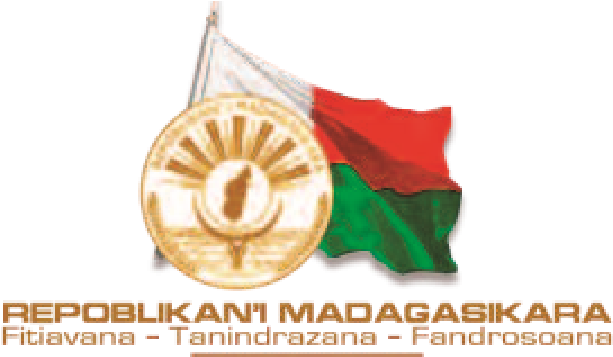 REPOBLIKAN'I MADAGASIKARA
Fitiavana - Tanindrazana - Fandrosoana